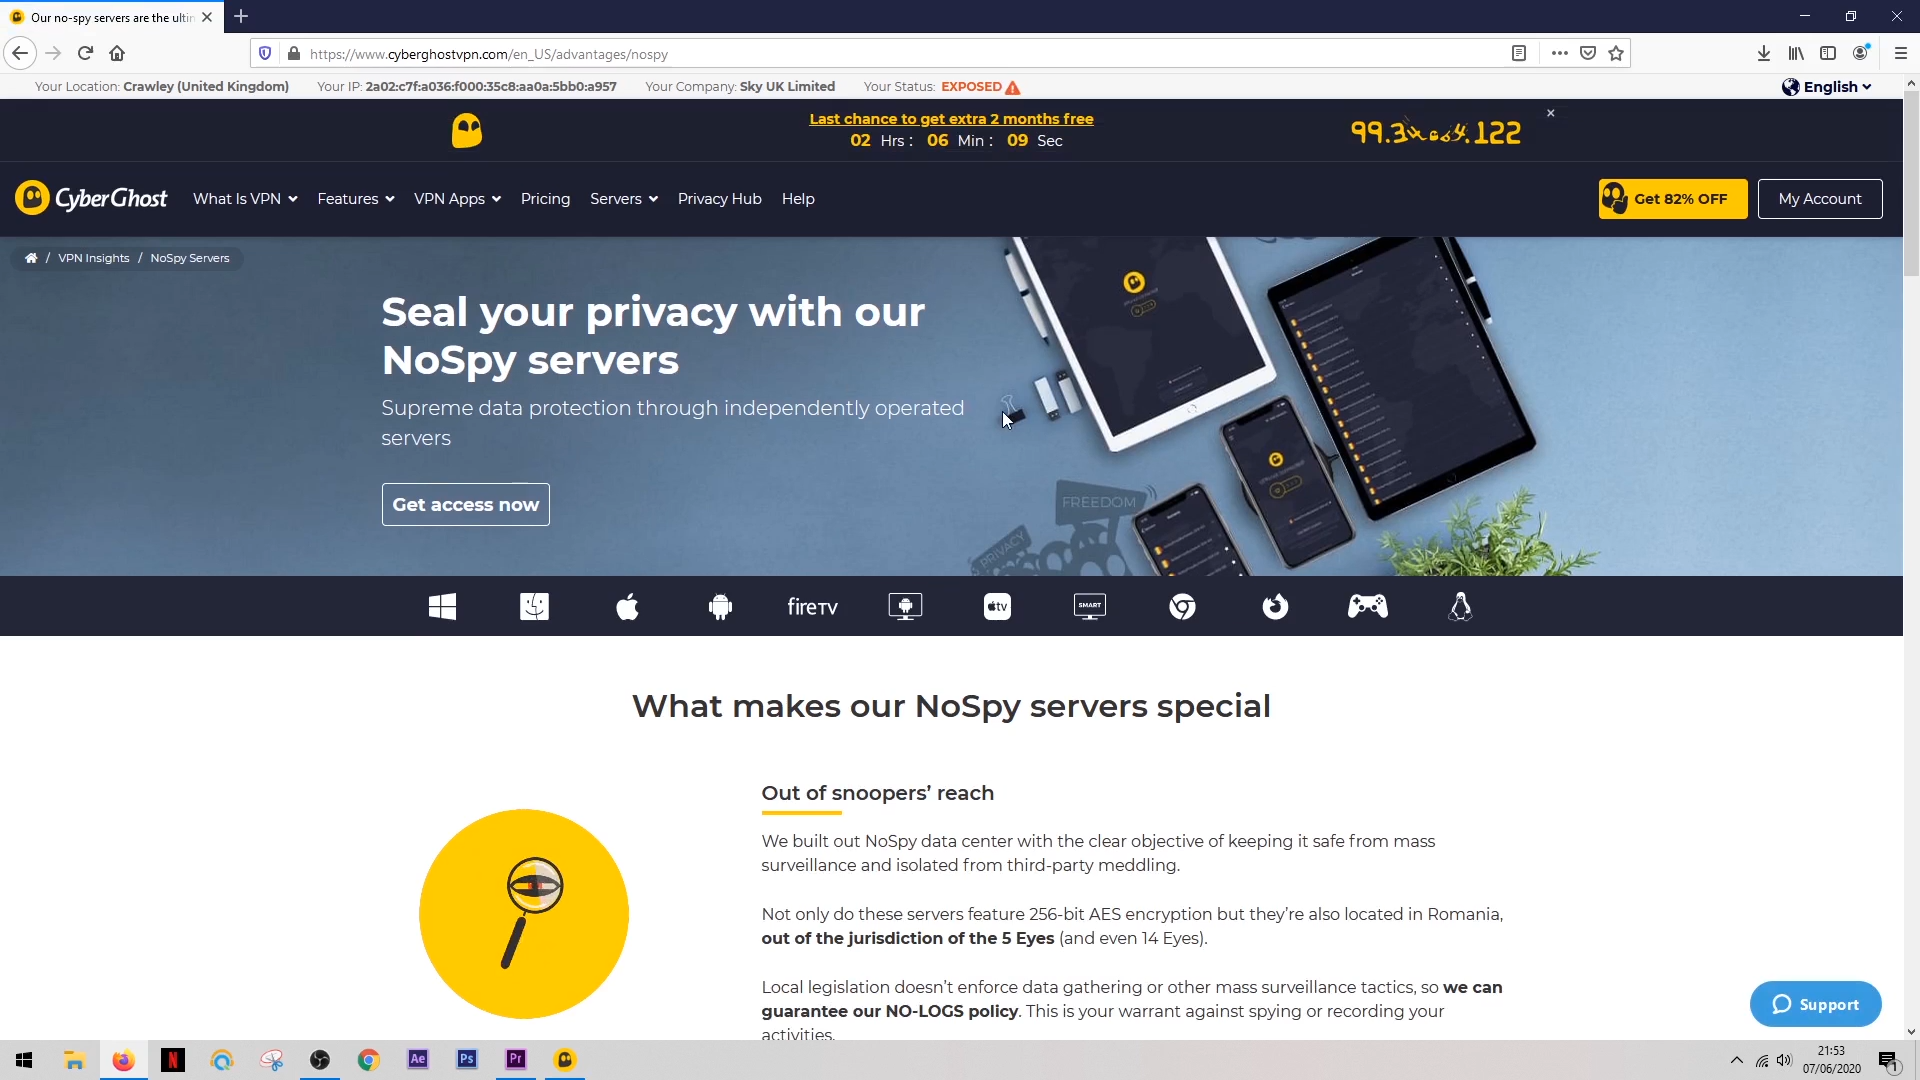 Our no-spy servers are the ultin
https://www.cyberghostvpn.com/en_US/advantages/nospy
Your Location: Crawley (United Kingdom) Your IP: 2a02:c7f:a036:f000:35c8:aa0a:5bb0:a957 Your Company: Sky UK Limited Your Status: EXPOSED
English
Last chance to get extra 2 months free
02 Hrs : 06 Min : 09 Sec
CyberGhost
What Is VPN Features VPN Apps Pricing Servers Privacy Hub Help
Get 82% OFF
My Account
/ VPN Insights / NoSpy Servers
Seal your privacy with our
NoSpy servers
Supreme data protection through independently operated
servers
Get access now
FREEDOM
PRIVACY
fireTV
tv
SMART
What makes our NoSpy servers special
Out of snoopers’ reach
We built out NoSpy data center with the clear objective of keeping it safe from mass
surveillance and isolated from third-party meddling.
Not only do these servers feature 256-bit AES encryption but they’re also located in Romania,
out of the jurisdiction of the 5 Eyes (and even 14 Eyes).
Local legislation doesn’t enforce data gathering or other mass surveillance tactics, so we can
guarantee our NO-LOGS policy. This is your warrant against spying or recording your
activities.
Support
N
Ae
Ps
Pr
21:53
07/06/2020
1